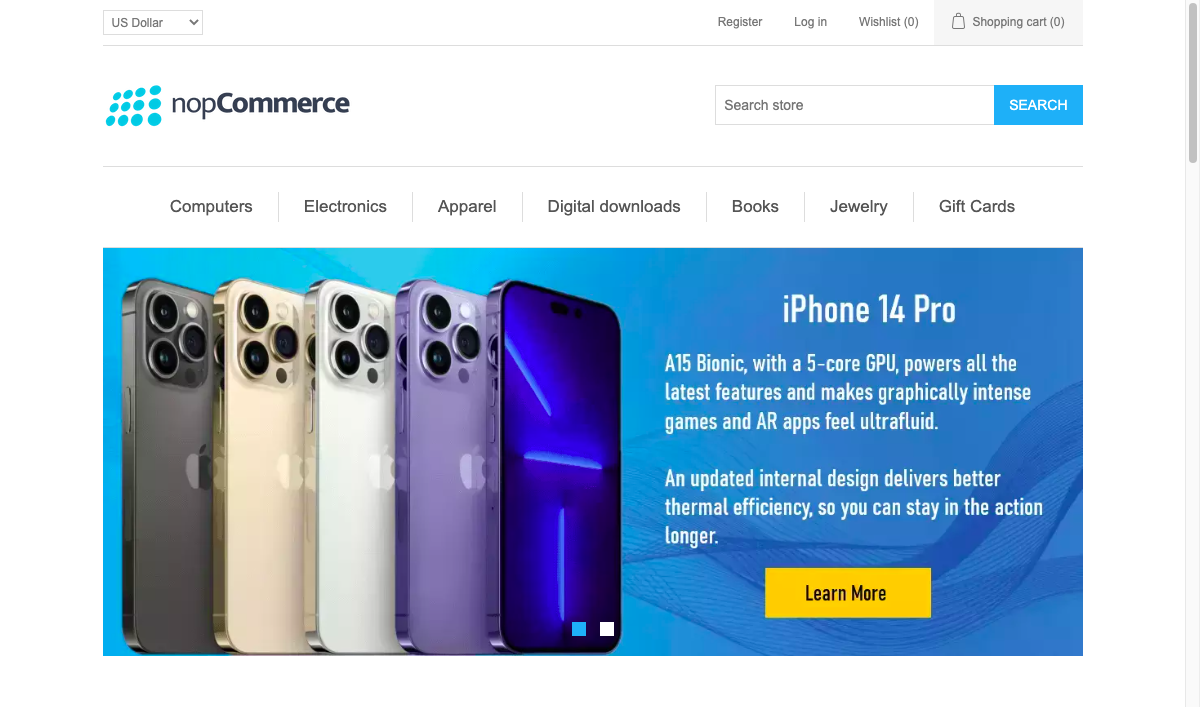 US Dollar
Register
Log in
Wishlist (0)
Shopping cart (0)
nopCommerce
Search store
SEARCH
Computers
Electronics
Apparel
Digital downloads
Books
Jewelry
Gift Cards
iPhone 14 Pro
A15 Bionic, with a 5-core GPU, powers all the
latest features and makes graphically intense
games and AR apps feel ultrafluid.
An updated internal design delivers better
thermal efficiency, so you can stay in the action
longer.
Learn More